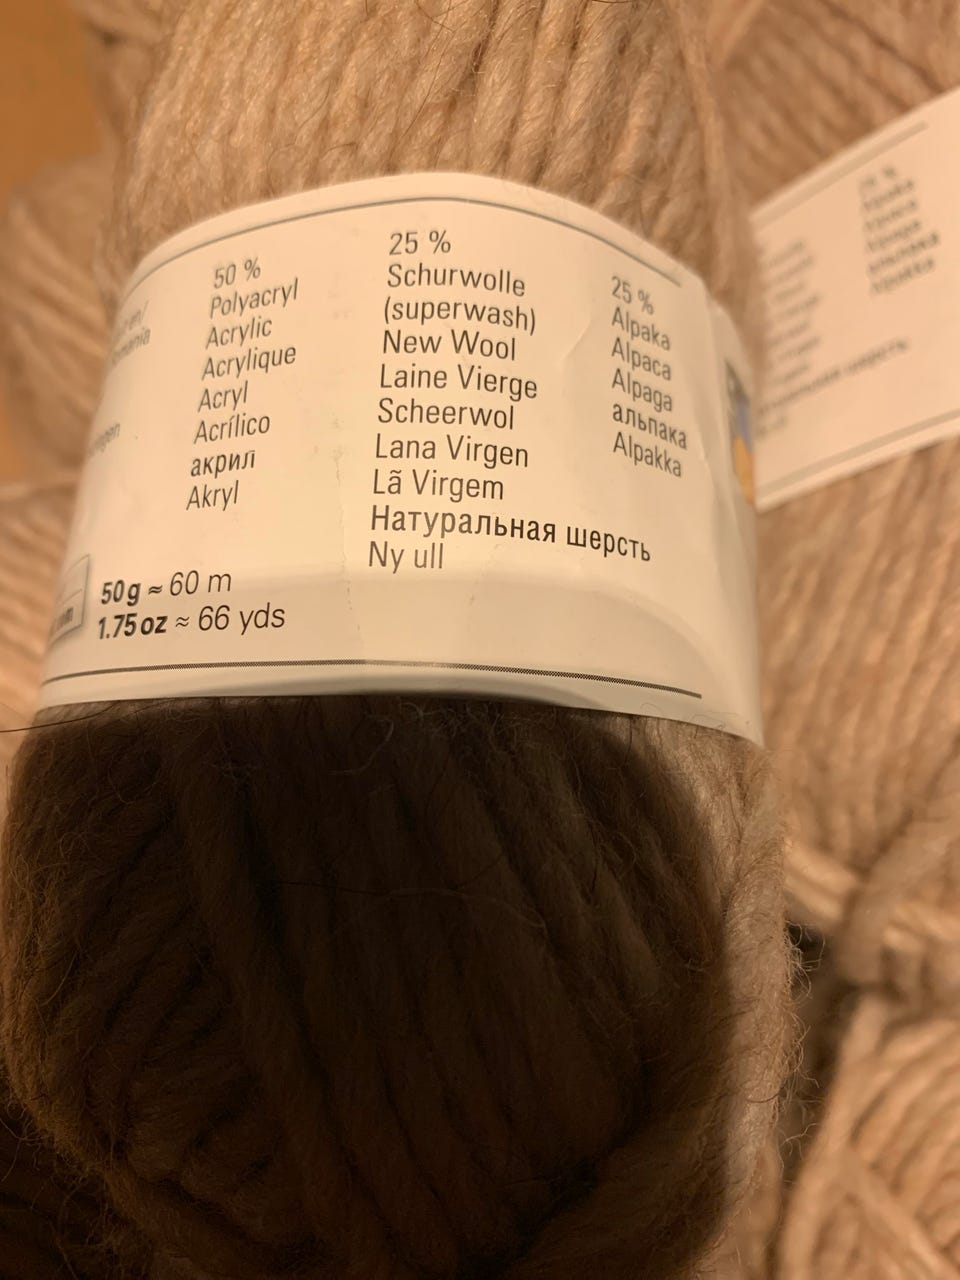 50 %
Polyacryl
Acrylic
Acrylique
Acryl
Acrílico
акрил
Akryl
25 %
Schurwolle
(superwash)
New Wool
Laine Vierge
Scheerwol
Lana Virgen
Lã Virgem
Натуральная шерсть
Ny ull
25 %
Alpaka
Alpaca
Alpaga
альпака
Alpakka
50 g ≈ 60 m
1.75 oz ≈ 66 yds